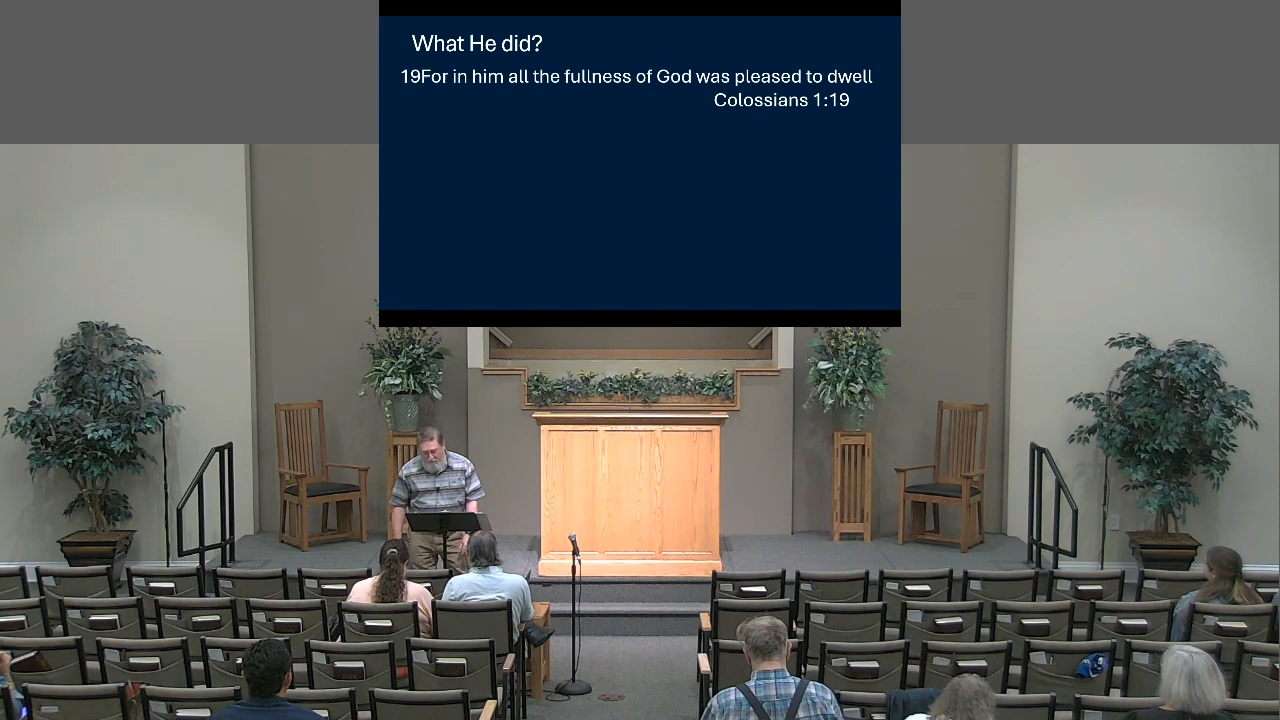 What He did?
19For in him all the fullness of God was pleased to dwell
Colossians 1:19